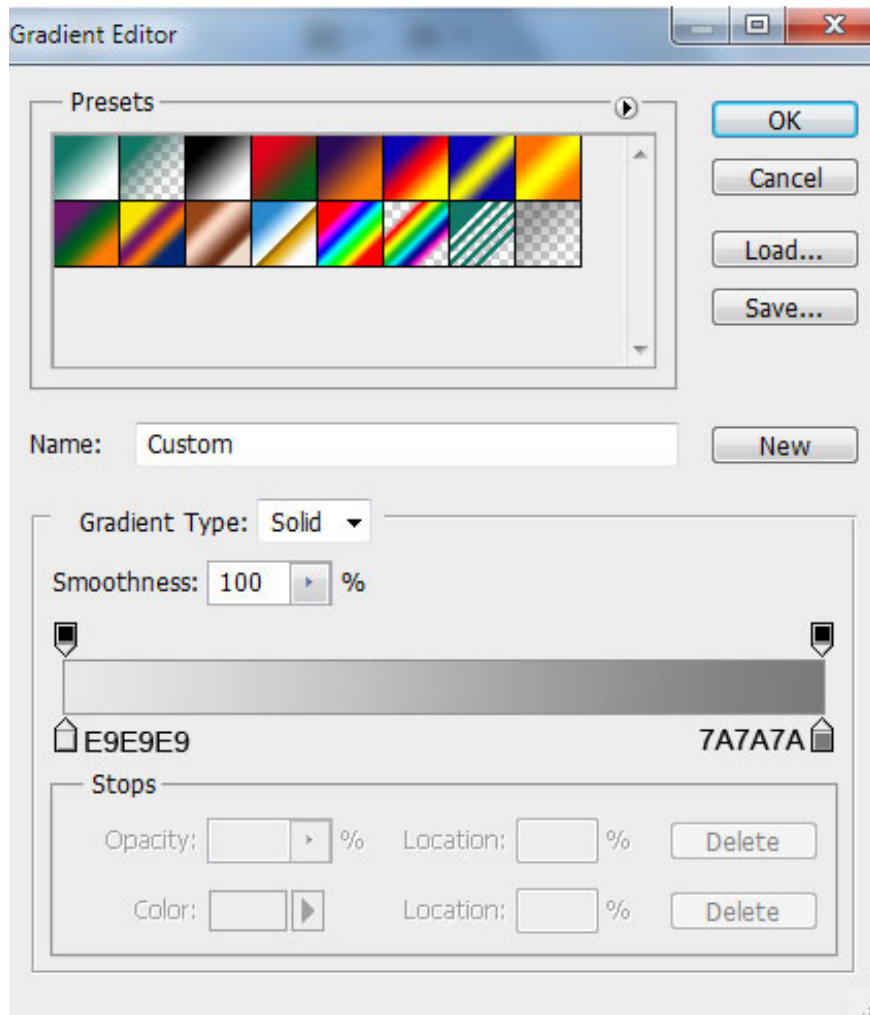 Gradient Editor
Presets
OK
Cancel
Load...
Save...
Name: Custom New
Gradient Type: Solid
Smoothness: 100 %
E9E9E9 7A7A7A
Stops
Opacity: % Location: % Delete
Color: Location: % Delete